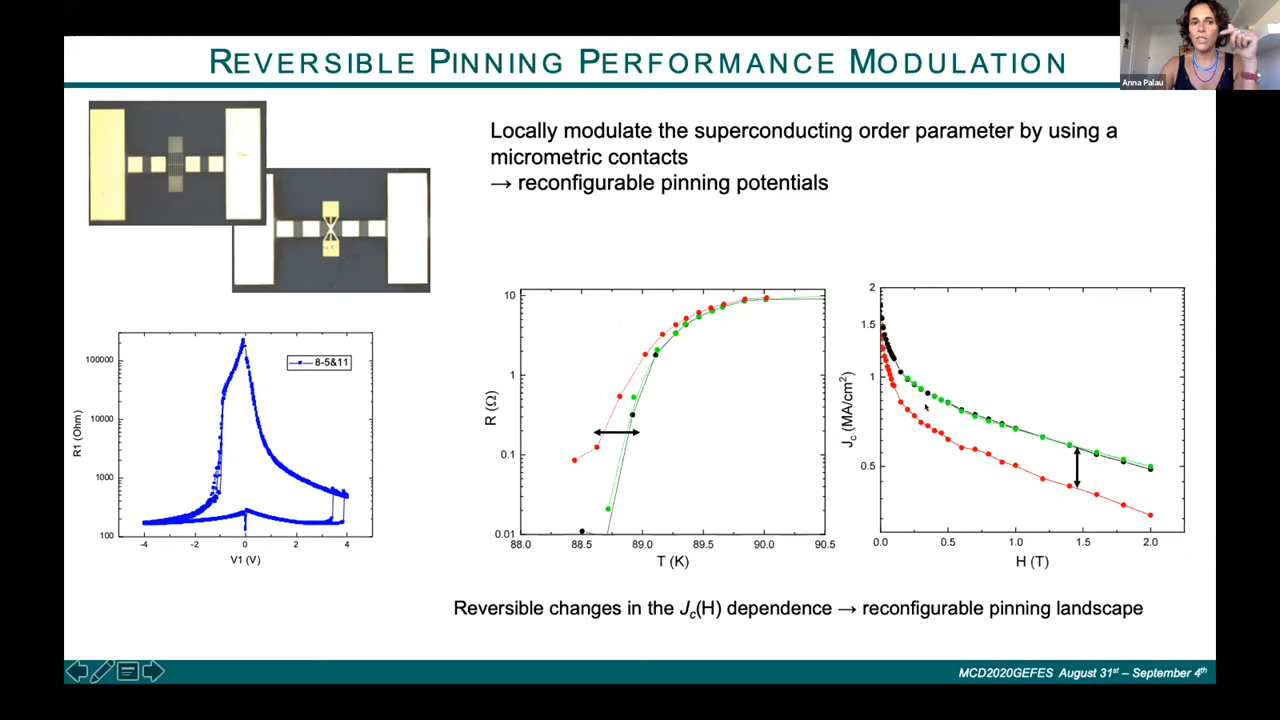 REVERSIBLE PINNING PERFORMANCE MODULATION
Anna Palau
Locally modulate the superconducting order parameter by using a
micrometric contacts
→ reconfigurable pinning potentials
100000
10000
1000
100
R1 (Ohm)
8-5&11
-4 -2 0 2 4
V1 (V)
10
1
0.1
0.01
R (Ω)
88.0 88.5 89.0 89.5 90.0 90.5
T (K)
2
1.5
1
0.5
Jc (MA/cm²)
0.0 0.5 1.0 1.5 2.0
H (T)
Reversible changes in the Jc(H) dependence → reconfigurable pinning landscape
MCD2020GEFES August 31st – September 4th